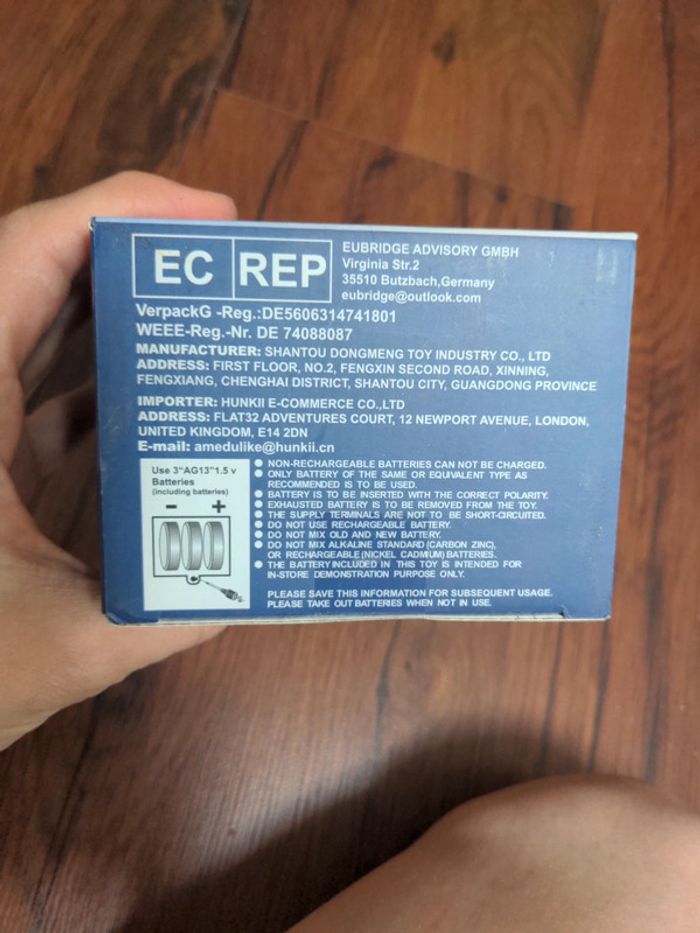 EC REP
EUBRIDGE ADVISORY GMBH
Virginia Str.2
35510 Butzbach,Germany
eubridge@outlook.com
VerpackG -Reg.:DE5606314741801
WEEE-Reg.-Nr. DE 74088087
MANUFACTURER: SHANTOU DONGMENG TOY INDUSTRY CO., LTD
ADDRESS: FIRST FLOOR, NO.2, FENGXIN SECOND ROAD, XINNING,
FENGXIANG, CHENGHAI DISTRICT, SHANTOU CITY, GUANGDONG PROVINCE
IMPORTER: HUNKII E-COMMERCE CO.,LTD
ADDRESS: FLAT32 ADVENTURES COURT, 12 NEWPORT AVENUE, LONDON,
UNITED KINGDOM, E14 2DN
E-mail: amedulike@hunkii.cn
Use 3"AG13"1.5 v
Batteries
(including batteries)
- +
● NON-RECHARGEABLE BATTERIES CAN NOT BE CHARGED.
● ONLY BATTERY OF THE SAME OR EQUIVALENT TYPE AS
RECOMMENDED IS TO BE USED.
● BATTERY IS TO BE INSERTED WITH THE CORRECT POLARITY.
● EXHAUSTED BATTERY IS TO BE REMOVED FROM THE TOY.
● THE SUPPLY TERMINALS ARE NOT TO BE SHORT-CIRCUITED.
● DO NOT USE RECHARGEABLE BATTERY.
● DO NOT MIX OLD AND NEW BATTERY.
● DO NOT MIX ALKALINE STANDARD (CARBON ZINC),
OR RECHARGEABLE (NICKEL CADMIUM) BATTERIES.
● THE BATTERY INCLUDED IN THIS TOY IS INTENDED FOR
IN-STORE DEMONSTRATION PURPOSE ONLY.
PLEASE SAVE THIS INFORMATION FOR SUBSEQUENT USAGE.
PLEASE TAKE OUT BATTERIES WHEN NOT IN USE.